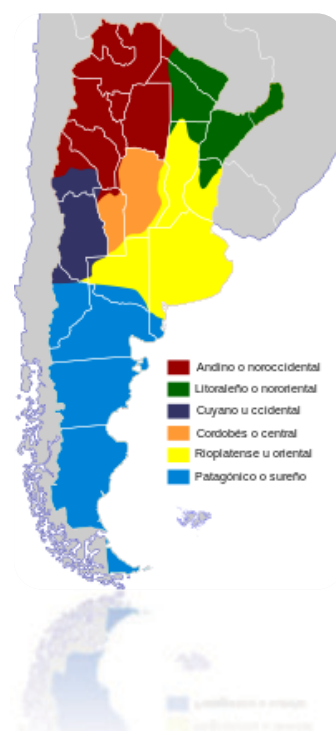 Andino o noroccidental
Litoraleño o nororiental
Cuyano u ccidental
Cordobés o central
Rioplatense u oriental
Patagónico o sureño